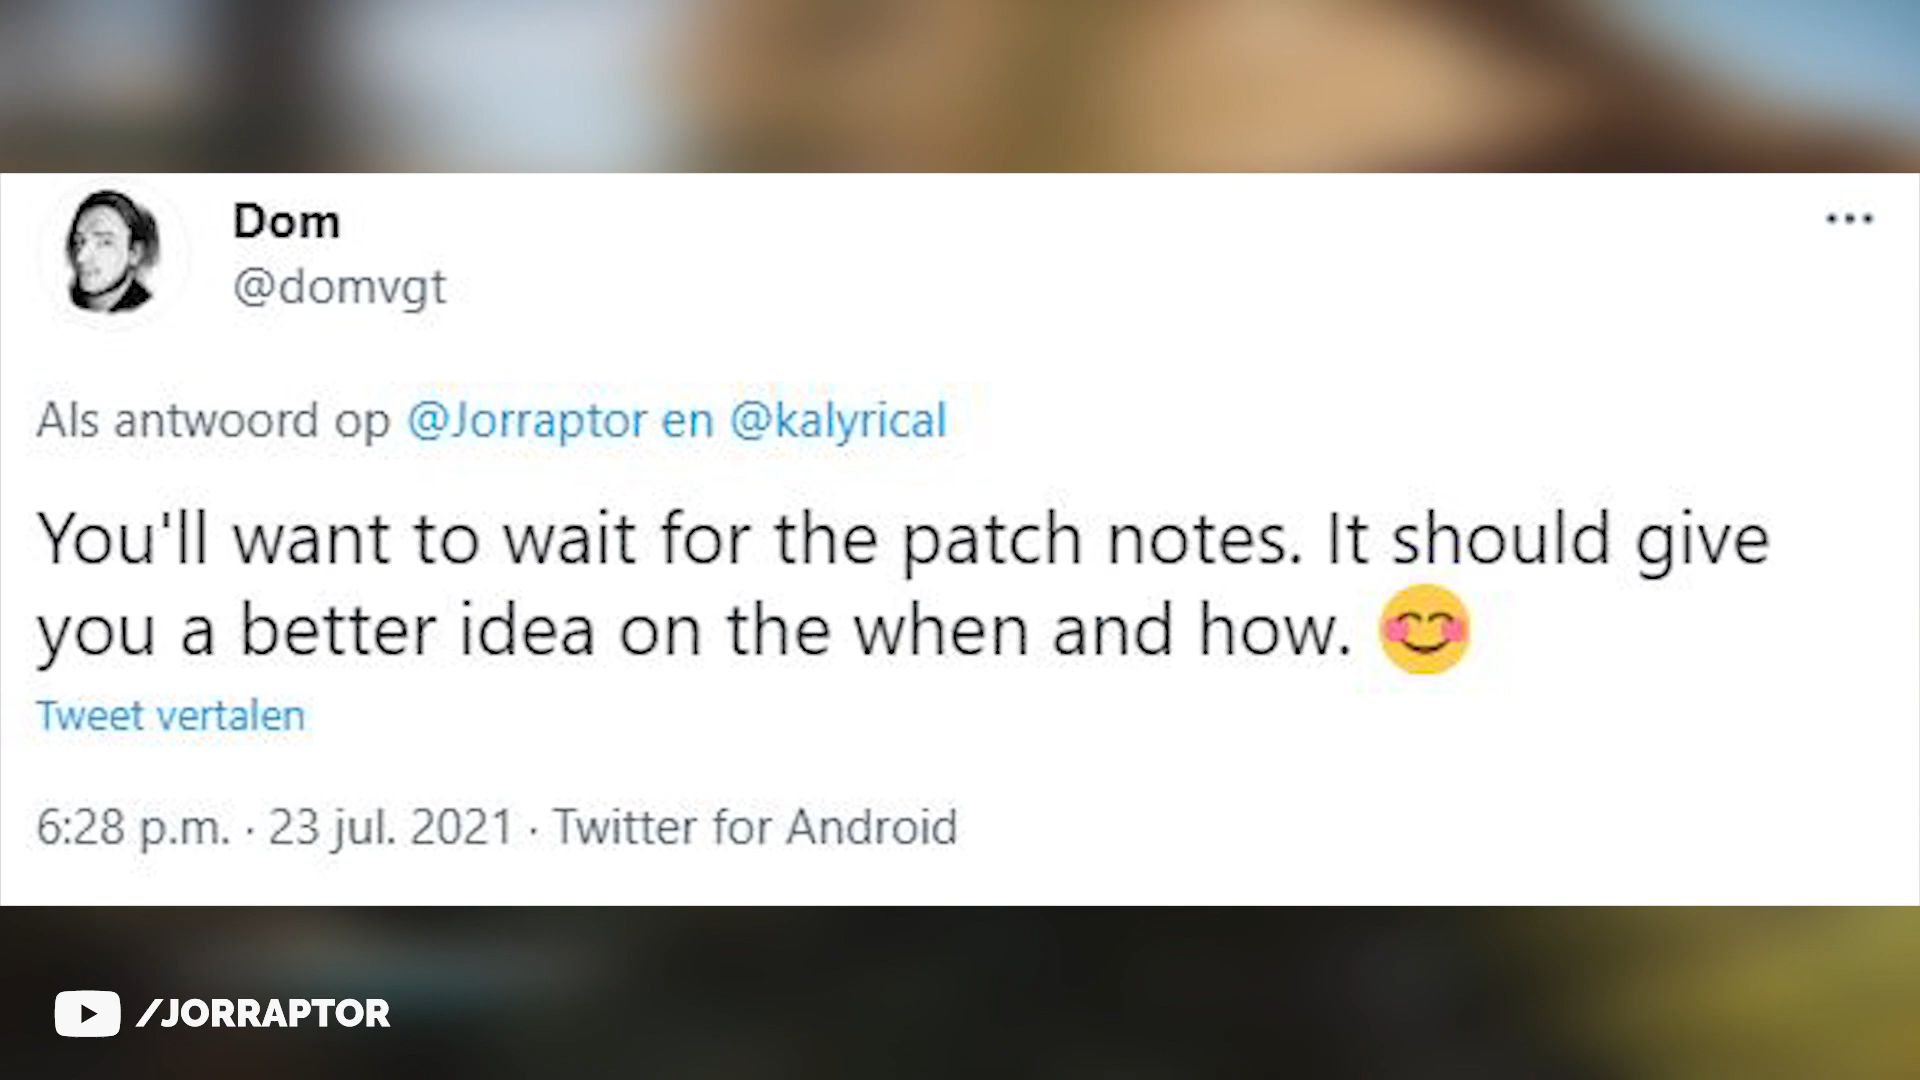 Dom
@domvgt
Als antwoord op @Jorraptor en @kalyrical
You'll want to wait for the patch notes. It should give
you a better idea on the when and how. 😊
Tweet vertalen
6:28 p.m. · 23 jul. 2021 · Twitter for Android
/JORRAPTOR